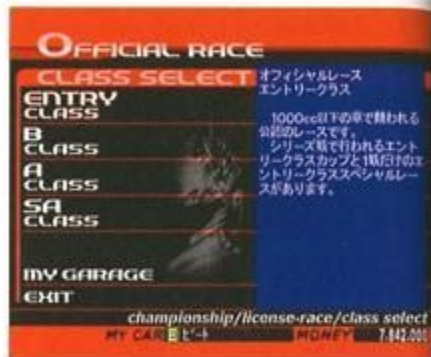 OFFICIAL RACE
CLASS SELECT
ENTRY
CLASS
B
CLASS
A
CLASS
SA
CLASS
MY GARAGE
EXIT
オフィシャルレース
エントリークラス
1000cc以下の車で競われる
公認のレースです。
シリーズ戦で行われるエント
リークラスカップと1戦だけのエ
ントリークラススペシャルレー
スがあります。
championship/license-race/class select
MY CAR ビート MONEY 7.842.000